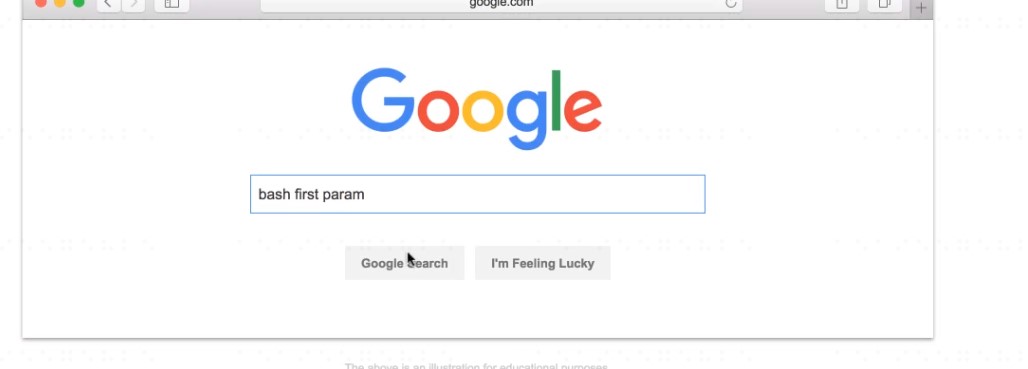 google.com
Google
bash first param
Google Search I'm Feeling Lucky
The above is an illustration for educational purposes